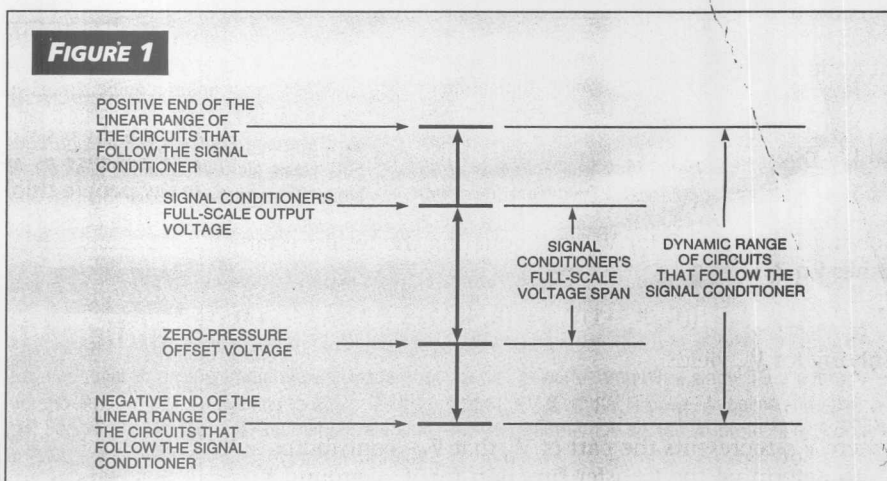 FIGURE 1
POSITIVE END OF THE
LINEAR RANGE OF
THE CIRCUITS THAT
FOLLOW THE SIGNAL
CONDITIONER
SIGNAL CONDITIONER'S
FULL-SCALE OUTPUT
VOLTAGE
SIGNAL
CONDITIONER'S
FULL-SCALE
VOLTAGE SPAN
DYNAMIC RANGE
OF CIRCUITS
THAT FOLLOW THE
SIGNAL CONDITIONER
ZERO-PRESSURE
OFFSET VOLTAGE
NEGATIVE END OF THE
LINEAR RANGE OF
THE CIRCUITS THAT
FOLLOW THE SIGNAL
CONDITIONER